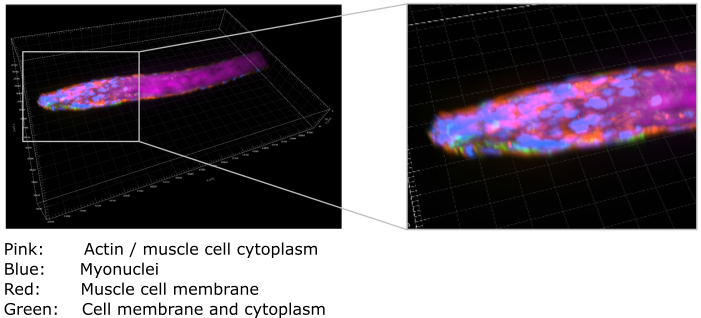 Pink: Actin / muscle cell cytoplasm
Blue: Myonuclei
Red: Muscle cell membrane
Green: Cell membrane and cytoplasm